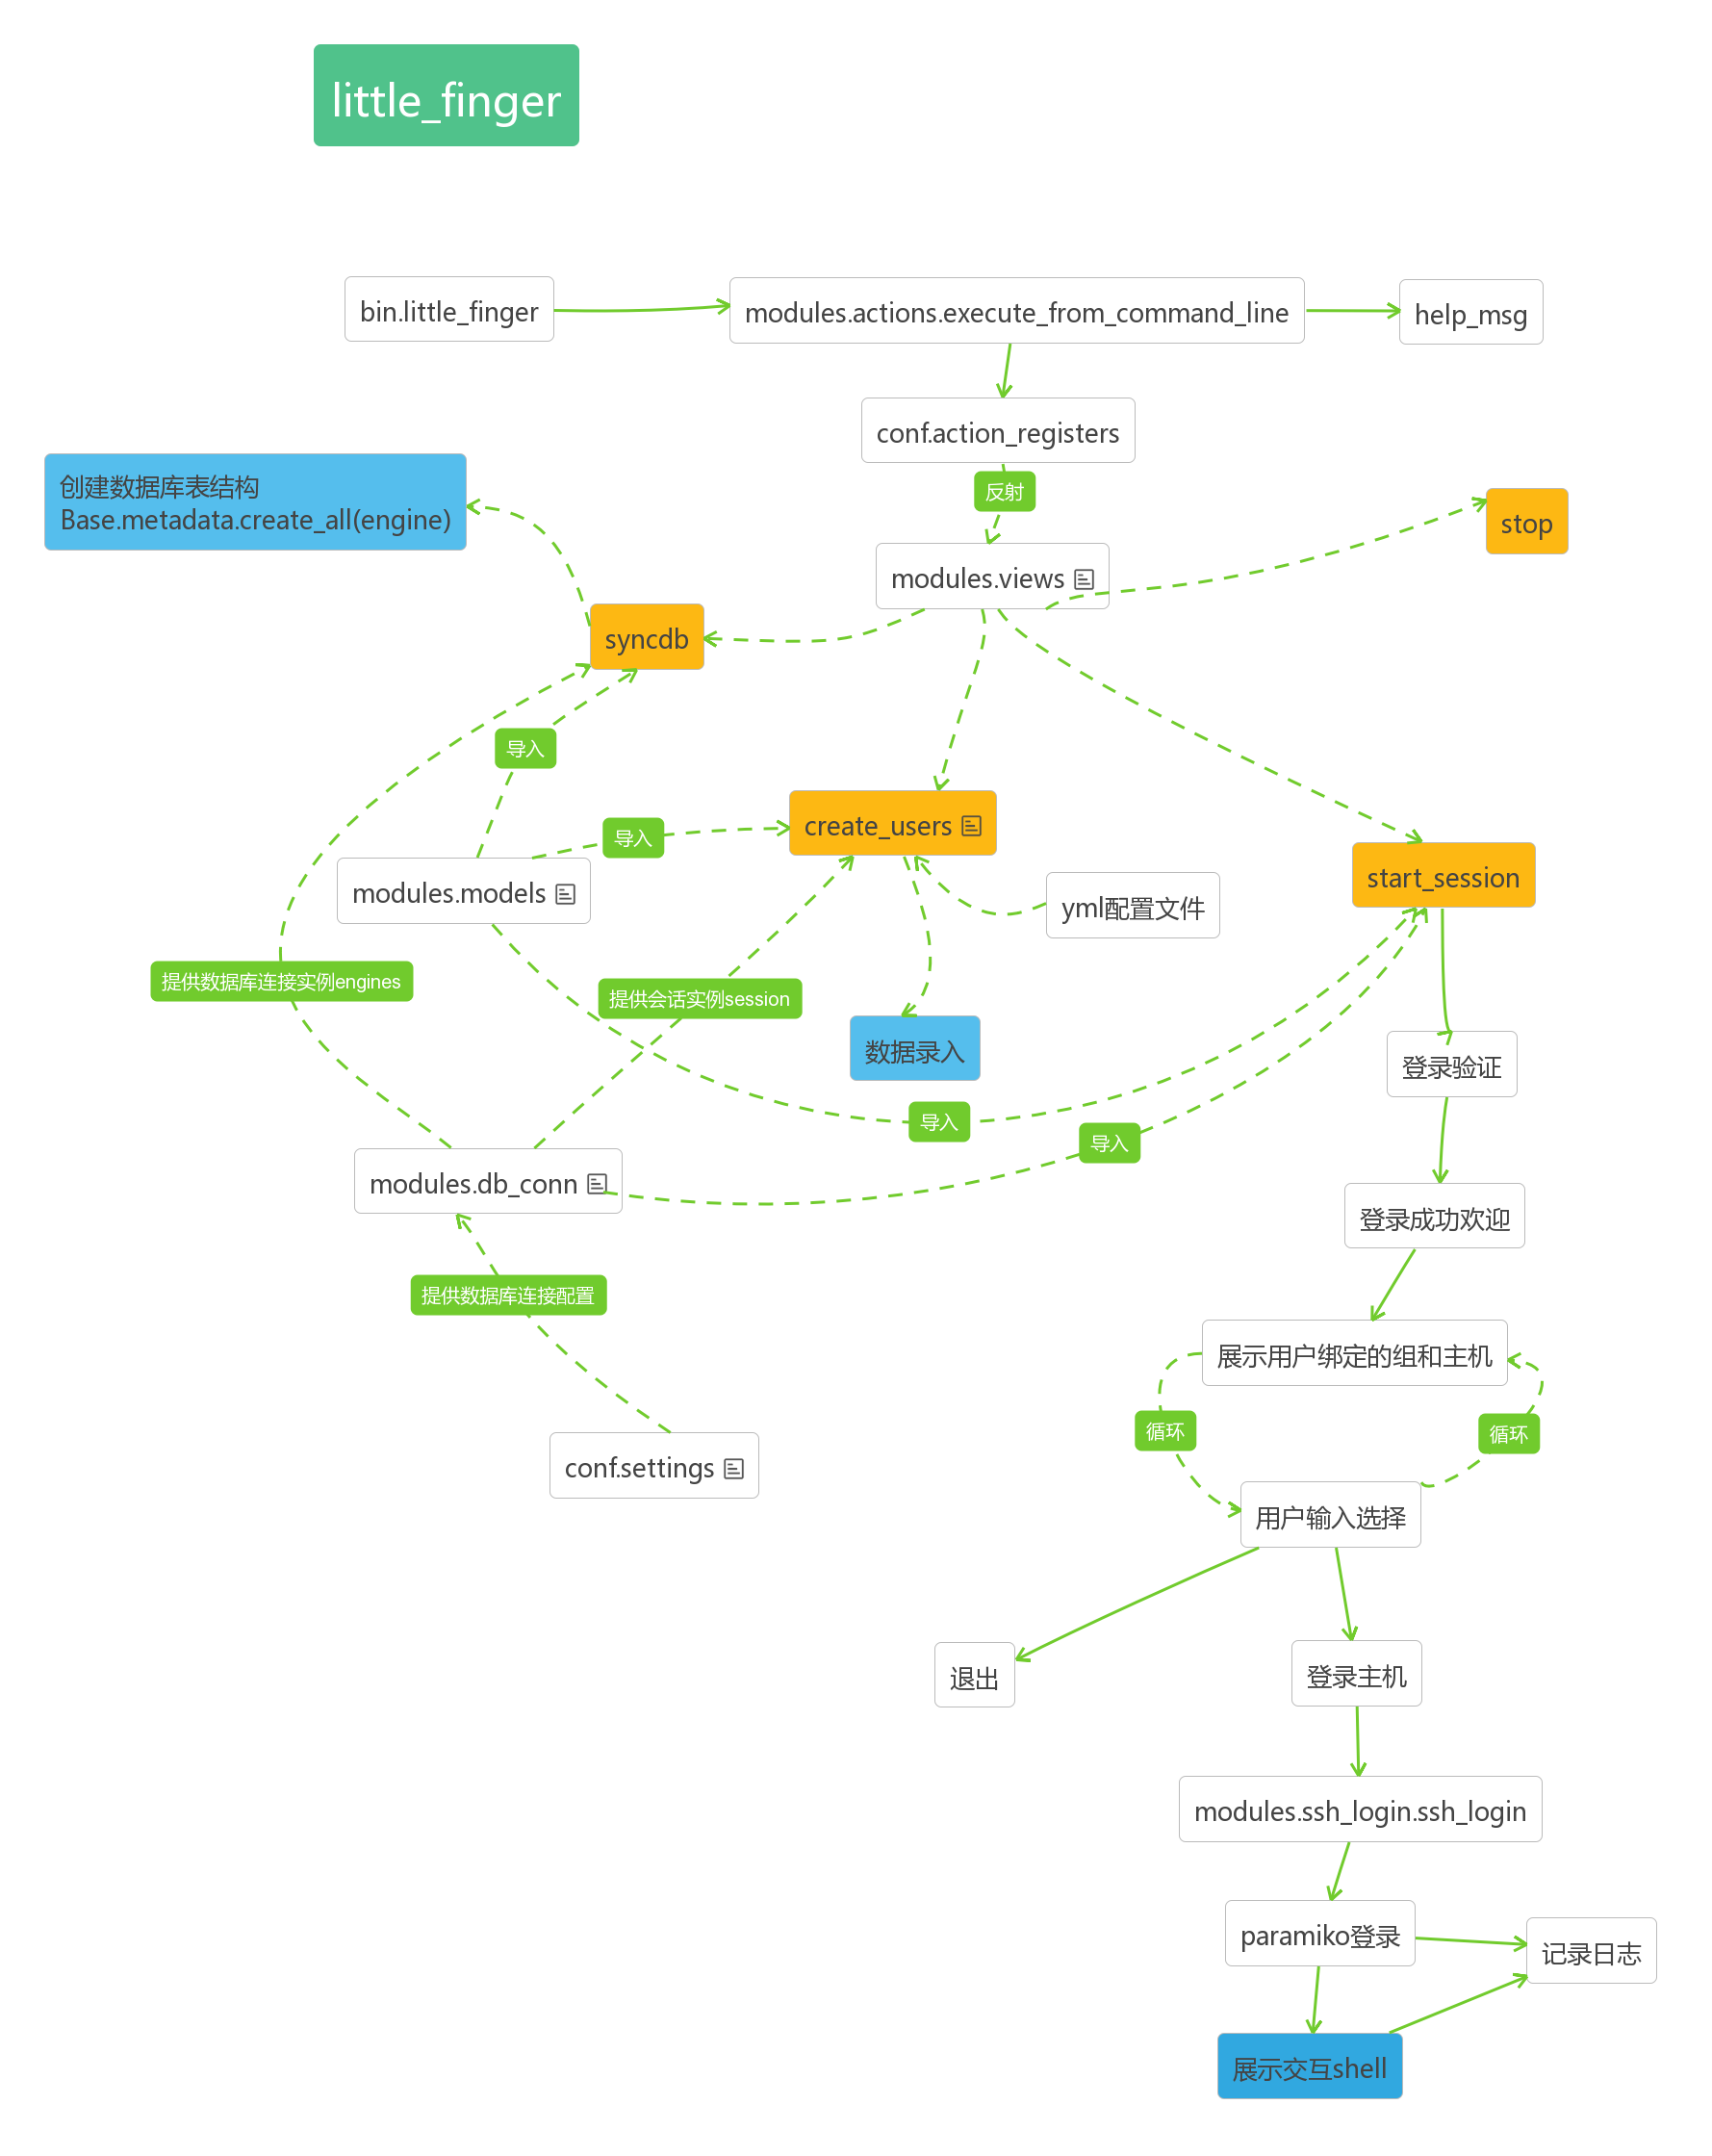 little_finger
bin.little_finger
modules.actions.execute_from_command_line
help_msg
conf.action_registers
创建数据库表结构
Base.metadata.create_all(engine)
反射
stop
modules.views
syncdb
导入
create_users
导入
start_session
modules.models
yml配置文件
提供数据库连接实例engines
提供会话实例session
数据录入
登录验证
导入
导入
modules.db_conn
登录成功欢迎
提供数据库连接配置
展示用户绑定的组和主机
循环
循环
conf.settings
用户输入选择
退出
登录主机
modules.ssh_login.ssh_login
paramiko登录
记录日志
展示交互shell